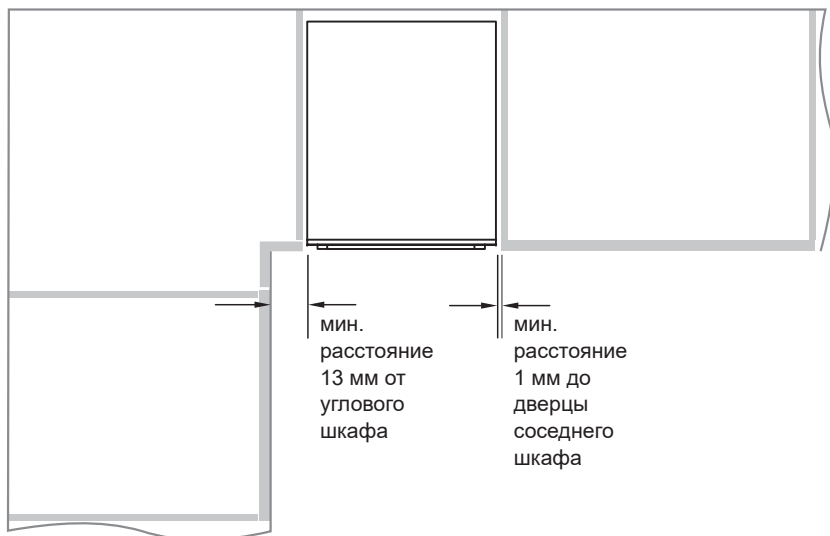 мин.
расстояние
13 мм от
углового
шкафа
мин.
расстояние
1 мм до
дверцы
соседнего
шкафа